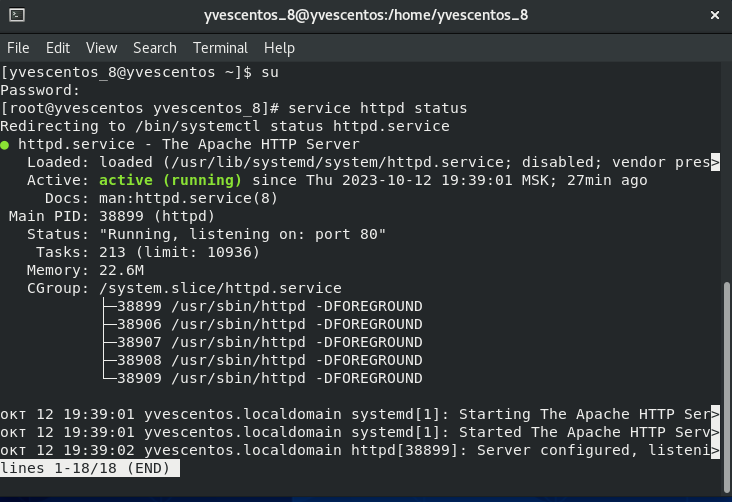 yvescentos_8@yvescentos:/home/yvescentos_8
File Edit View Search Terminal Help
[yvescentos_8@yvescentos ~]$ su
Password:
[root@yvescentos yvescentos_8]# service httpd status
Redirecting to /bin/systemctl status httpd.service
● httpd.service - The Apache HTTP Server
   Loaded: loaded (/usr/lib/systemd/system/httpd.service; disabled; vendor pres>
   Active: active (running) since Thu 2023-10-12 19:39:01 MSK; 27min ago
     Docs: man:httpd.service(8)
 Main PID: 38899 (httpd)
   Status: "Running, listening on: port 80"
    Tasks: 213 (limit: 10936)
   Memory: 22.6M
   CGroup: /system.slice/httpd.service
           ├─38899 /usr/sbin/httpd -DFOREGROUND
           ├─38906 /usr/sbin/httpd -DFOREGROUND
           ├─38907 /usr/sbin/httpd -DFOREGROUND
           ├─38908 /usr/sbin/httpd -DFOREGROUND
           └─38909 /usr/sbin/httpd -DFOREGROUND
окт 12 19:39:01 yvescentos.localdomain systemd[1]: Starting The Apache HTTP Ser>
окт 12 19:39:01 yvescentos.localdomain systemd[1]: Started The Apache HTTP Serv>
окт 12 19:39:02 yvescentos.localdomain httpd[38899]: Server configured, listeni>
lines 1-18/18 (END)